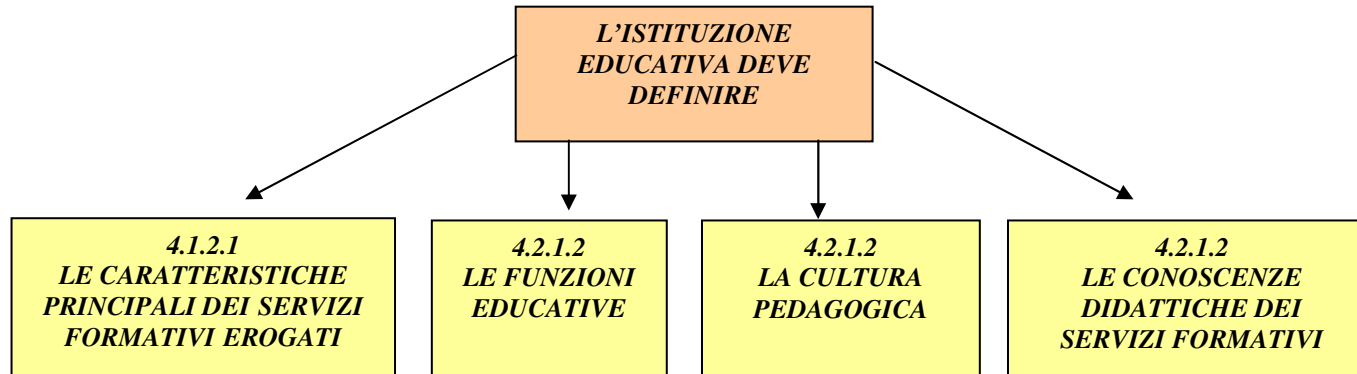 L’ISTITUZIONE
EDUCATIVA DEVE
DEFINIRE
4.1.2.1
LE CARATTERISTICHE
PRINCIPALI DEI SERVIZI
FORMATIVI EROGATI
4.2.1.2
LE FUNZIONI
EDUCATIVE
4.2.1.2
LA CULTURA
PEDAGOGICA
4.2.1.2
LE CONOSCENZE
DIDATTICHE DEI
SERVIZI FORMATIVI